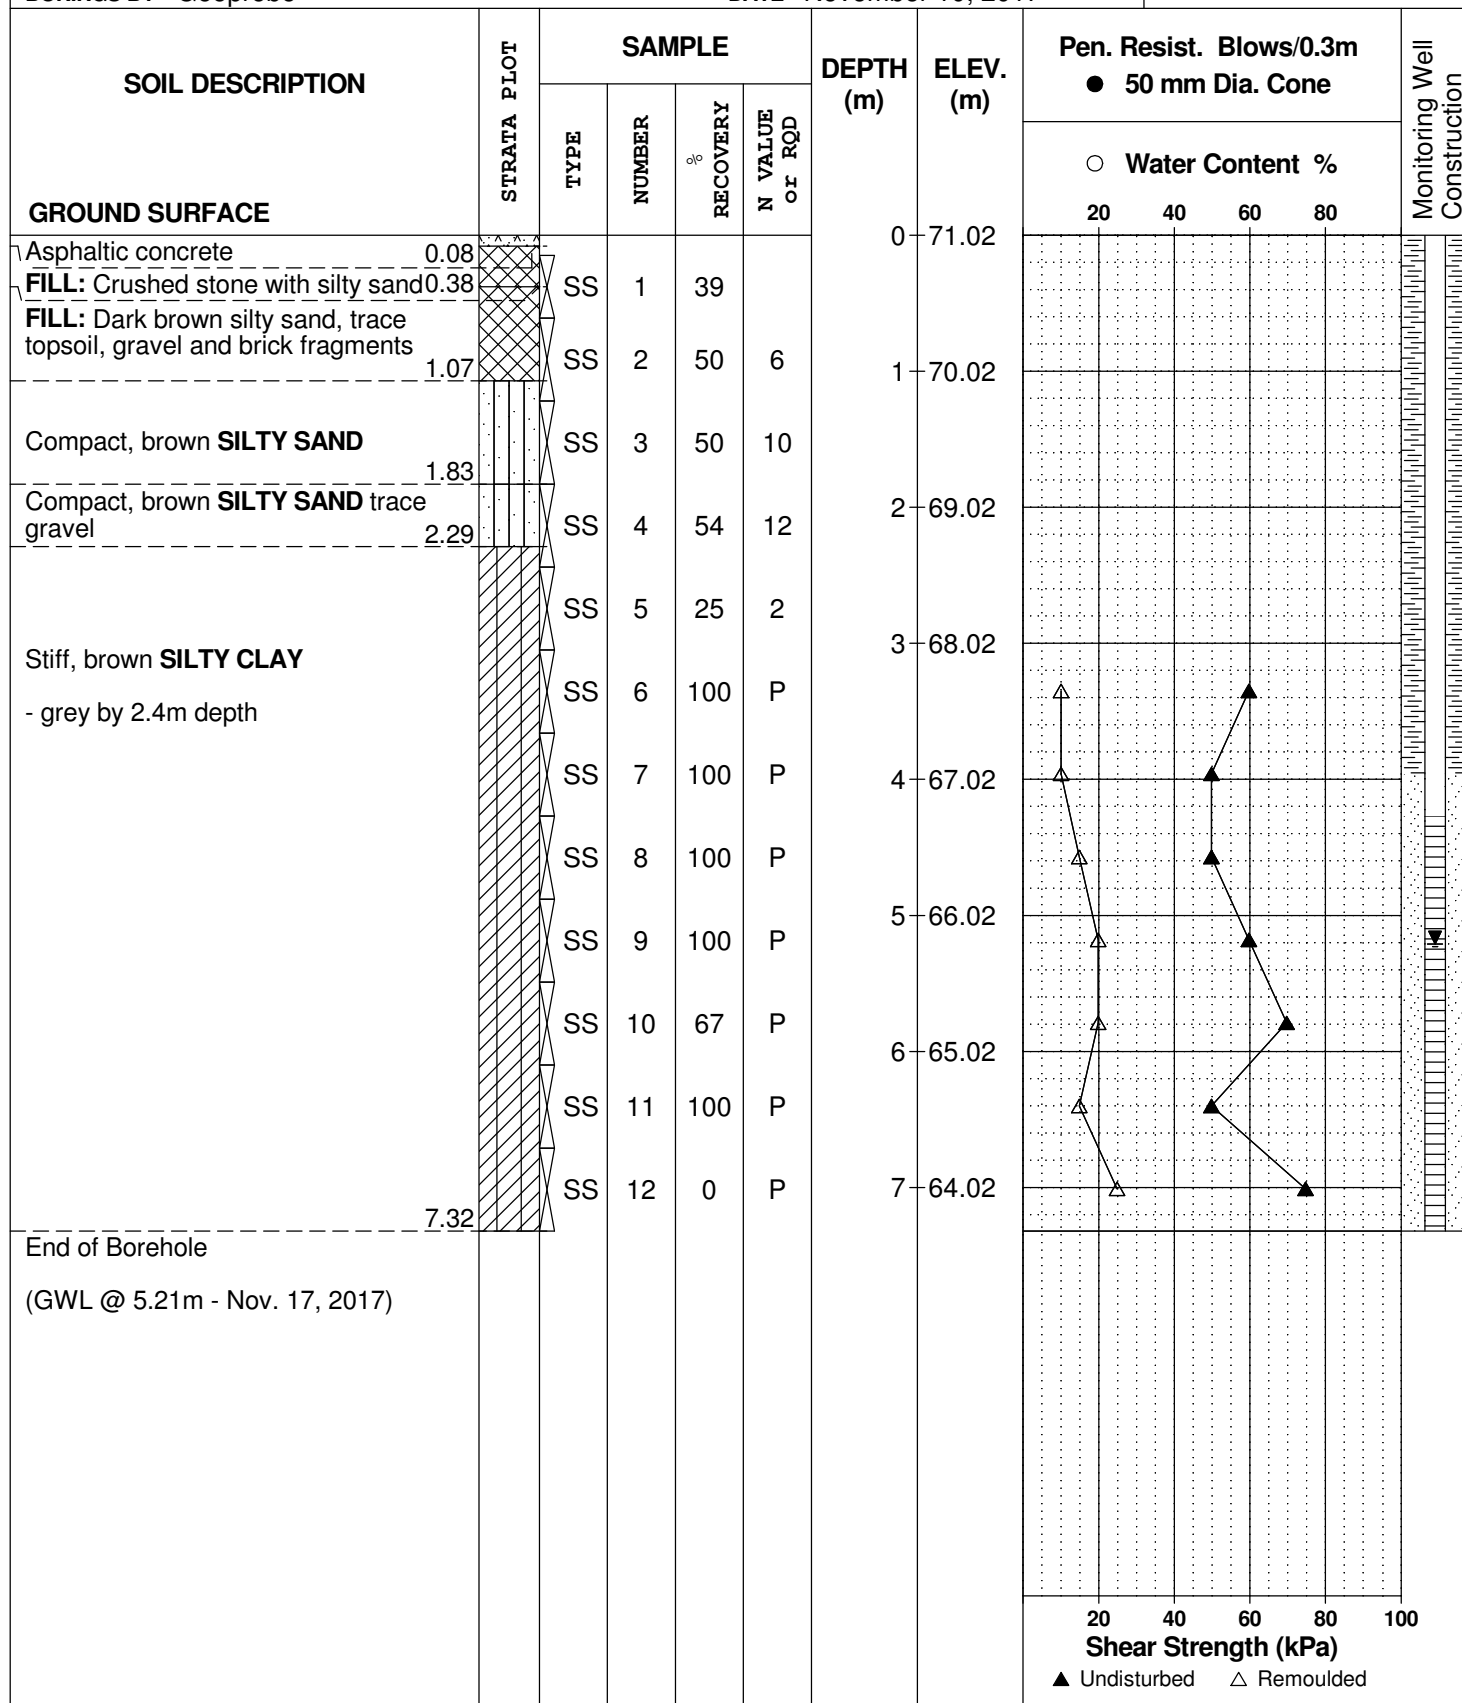 SOIL DESCRIPTION
GROUND SURFACE
STRATA PLOT
SAMPLE
TYPE
NUMBER
% RECOVERY
N VALUE or RQD
DEPTH (m)
ELEV. (m)
Pen. Resist. Blows/0.3m
● 50 mm Dia. Cone
○ Water Content %
20 40 60 80
Monitoring Well
Construction
0 71.02
Asphaltic concrete 0.08
FILL: Crushed stone with silty sand 0.38
SS 1 39
FILL: Dark brown silty sand, trace
topsoil, gravel and brick fragments
1.07
SS 2 50 6
1 70.02
Compact, brown SILTY SAND
1.83
SS 3 50 10
Compact, brown SILTY SAND trace
gravel 2.29
2 69.02
SS 4 54 12
SS 5 25 2
3 68.02
Stiff, brown SILTY CLAY
- grey by 2.4m depth
SS 6 100 P
SS 7 100 P
4 67.02
SS 8 100 P
5 66.02
SS 9 100 P
SS 10 67 P
6 65.02
SS 11 100 P
SS 12 0 P
7 64.02
7.32
End of Borehole
(GWL @ 5.21m - Nov. 17, 2017)
20 40 60 80 100
Shear Strength (kPa)
▲ Undisturbed △ Remoulded